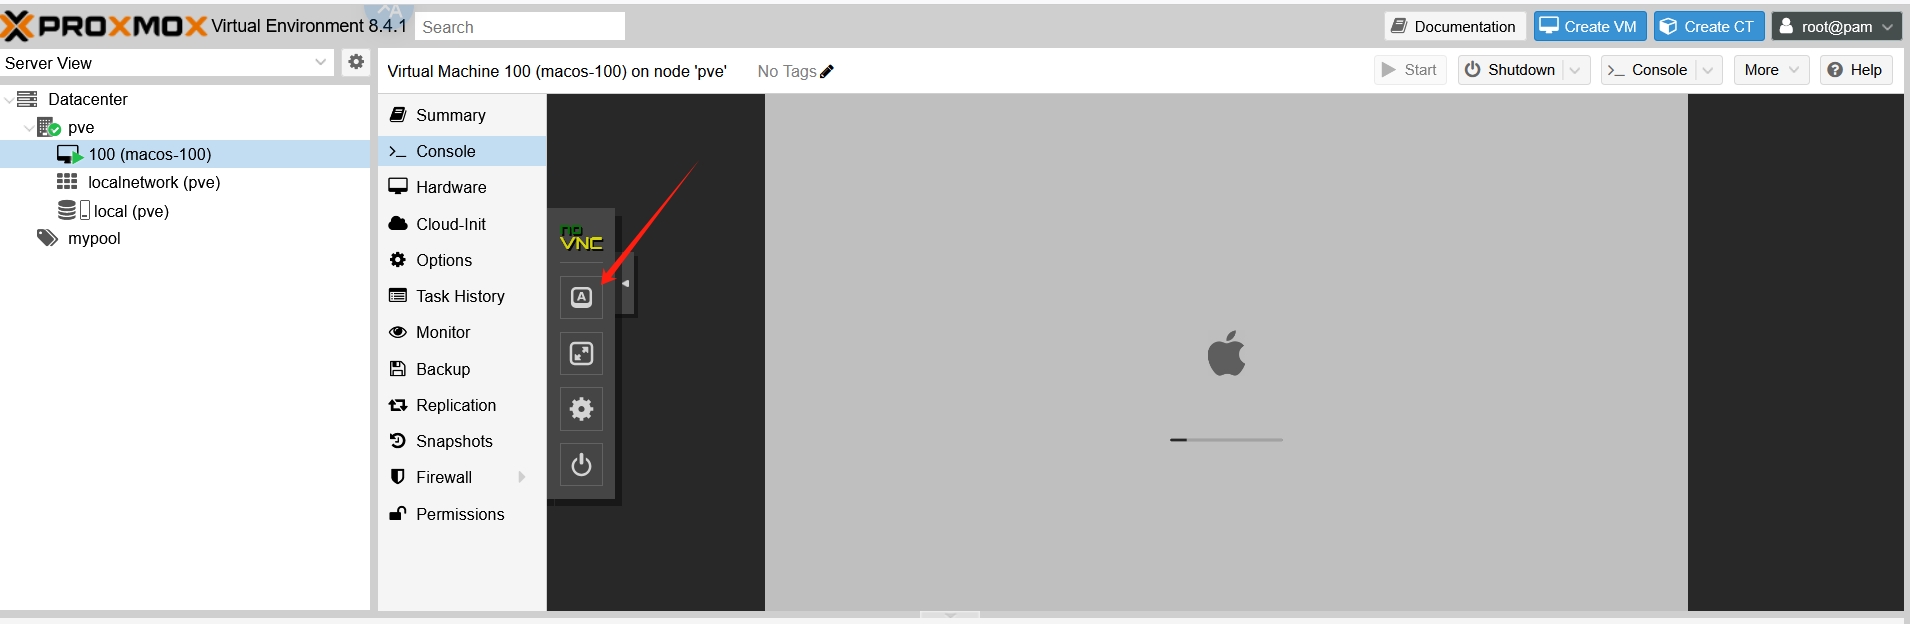 PROXMOX Virtual Environment 8.4.1 Search Documentation Create VM Create CT root@pam
Server View
Virtual Machine 100 (macos-100) on node 'pve' No Tags Start Shutdown Console More Help
Datacenter
pve
100 (macos-100)
localnetwork (pve)
local (pve)
mypool
Summary
Console
Hardware
Cloud-Init
Options
Task History
Monitor
Backup
Replication
Snapshots
Firewall
Permissions
no
VNC
A